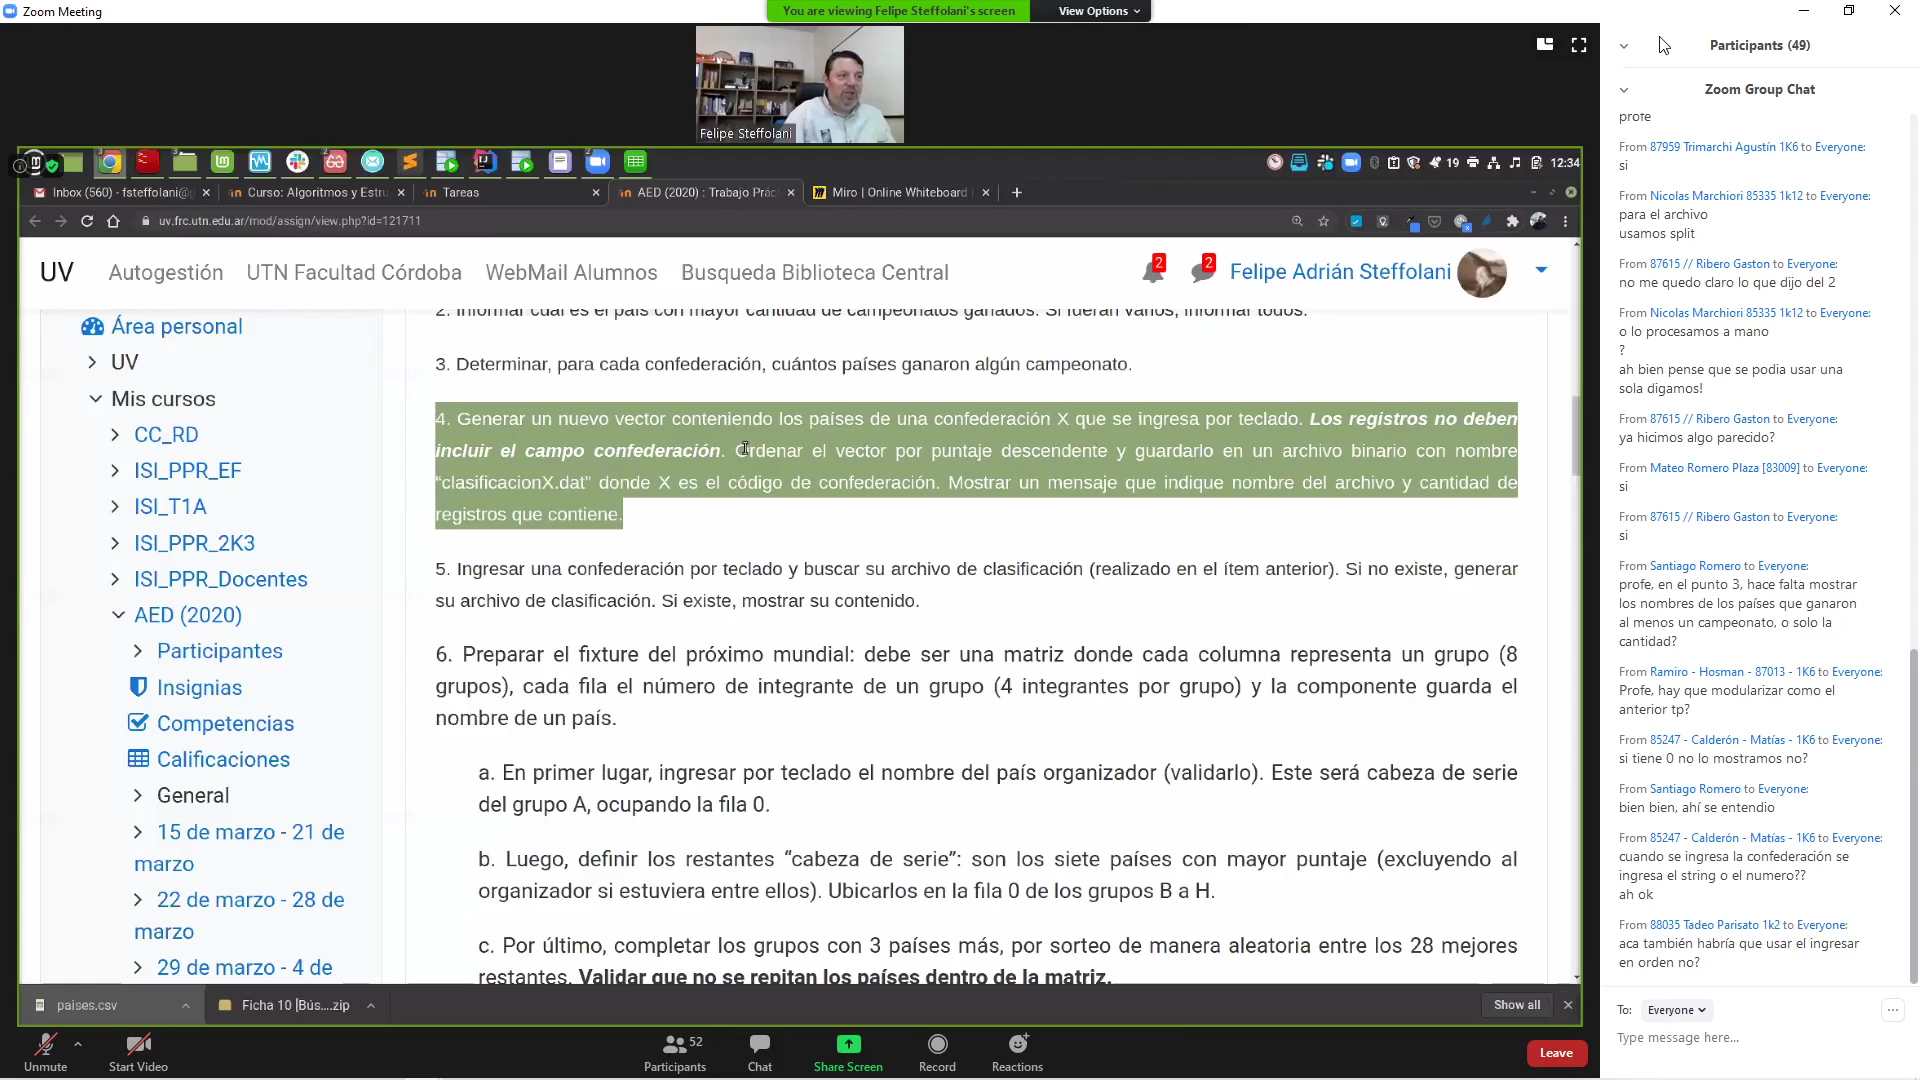 Zoom Meeting
You are viewing Felipe Steffolani's screen
View Options
Felipe Steffolani
Participants (49)
Zoom Group Chat
profe
From 87959 Trimarchi Agustín 1K6 to Everyone:
si
From Nicolas Marchiori 85335 1k12 to Everyone:
para el archivo
usamos split
From 87615 // Ribero Gaston to Everyone:
no me quedo claro lo que dijo del 2
From Nicolas Marchiori 85335 1k12 to Everyone:
o lo procesamos a mano
?
ah bien pense que se podia usar una
sola digamos!
From 87615 // Ribero Gaston to Everyone:
ya hicimos algo parecido?
From Mateo Romero Plaza [83009] to Everyone:
si
From 87615 // Ribero Gaston to Everyone:
si
From Santiago Romero to Everyone:
profe, en el punto 3, hace falta mostrar
los nombres de los países que ganaron
al menos un campeonato, o solo la
cantidad?
From Ramiro - Hosman - 87013 - 1K6 to Everyone:
Profe, hay que modularizar como el
anterior tp?
From 85247 - Calderón - Matías - 1K6 to Everyone:
si tiene 0 no lo mostramos no?
From Santiago Romero to Everyone:
bien bien, ahí se entendio
From 85247 - Calderón - Matías - 1K6 to Everyone:
cuando se ingresa la confederación se
ingresa el string o el numero??
ah ok
From 88035 Tadeo Parisato 1k2 to Everyone:
aca también habría que usar el ingresar
en orden no?
To: Everyone
Type message here...
19
12:34
Inbox (560) - fsteffolani@
Curso: Algoritmos y Estru
Tareas
AED (2020) : Trabajo Prác
Miro | Online Whiteboard
uv.frc.utn.edu.ar/mod/assign/view.php?id=121711
UV
Autogestión
UTN Facultad Córdoba
WebMail Alumnos
Busqueda Biblioteca Central
2
2
Felipe Adrián Steffolani
Área personal
UV
Mis cursos
CC_RD
ISI_PPR_EF
ISI_T1A
ISI_PPR_2K3
ISI_PPR_Docentes
AED (2020)
Participantes
Insignias
Competencias
Calificaciones
General
15 de marzo - 21 de
marzo
22 de marzo - 28 de
marzo
29 de marzo - 4 de
2. Informar cuál es el país con mayor cantidad de campeonatos ganados. Si fueran varios, informar todos.
3. Determinar, para cada confederación, cuántos países ganaron algún campeonato.
4. Generar un nuevo vector conteniendo los países de una confederación X que se ingresa por teclado. Los registros no deben
incluir el campo confederación. Ordenar el vector por puntaje descendente y guardarlo en un archivo binario con nombre
“clasificacionX.dat” donde X es el código de confederación. Mostrar un mensaje que indique nombre del archivo y cantidad de
registros que contiene.
5. Ingresar una confederación por teclado y buscar su archivo de clasificación (realizado en el ítem anterior). Si no existe, generar
su archivo de clasificación. Si existe, mostrar su contenido.
6. Preparar el fixture del próximo mundial: debe ser una matriz donde cada columna representa un grupo (8
grupos), cada fila el número de integrante de un grupo (4 integrantes por grupo) y la componente guarda el
nombre de un país.
a. En primer lugar, ingresar por teclado el nombre del país organizador (validarlo). Este será cabeza de serie
del grupo A, ocupando la fila 0.
b. Luego, definir los restantes “cabeza de serie”: son los siete países con mayor puntaje (excluyendo al
organizador si estuviera entre ellos). Ubicarlos en la fila 0 de los grupos B a H.
c. Por último, completar los grupos con 3 países más, por sorteo de manera aleatoria entre los 28 mejores
restantes. Validar que no se repitan los países dentro de la matriz.
paises.csv
Ficha 10 [Bús....zip
Show all
Unmute
Start Video
52
Participants
Chat
Share Screen
Record
Reactions
Leave